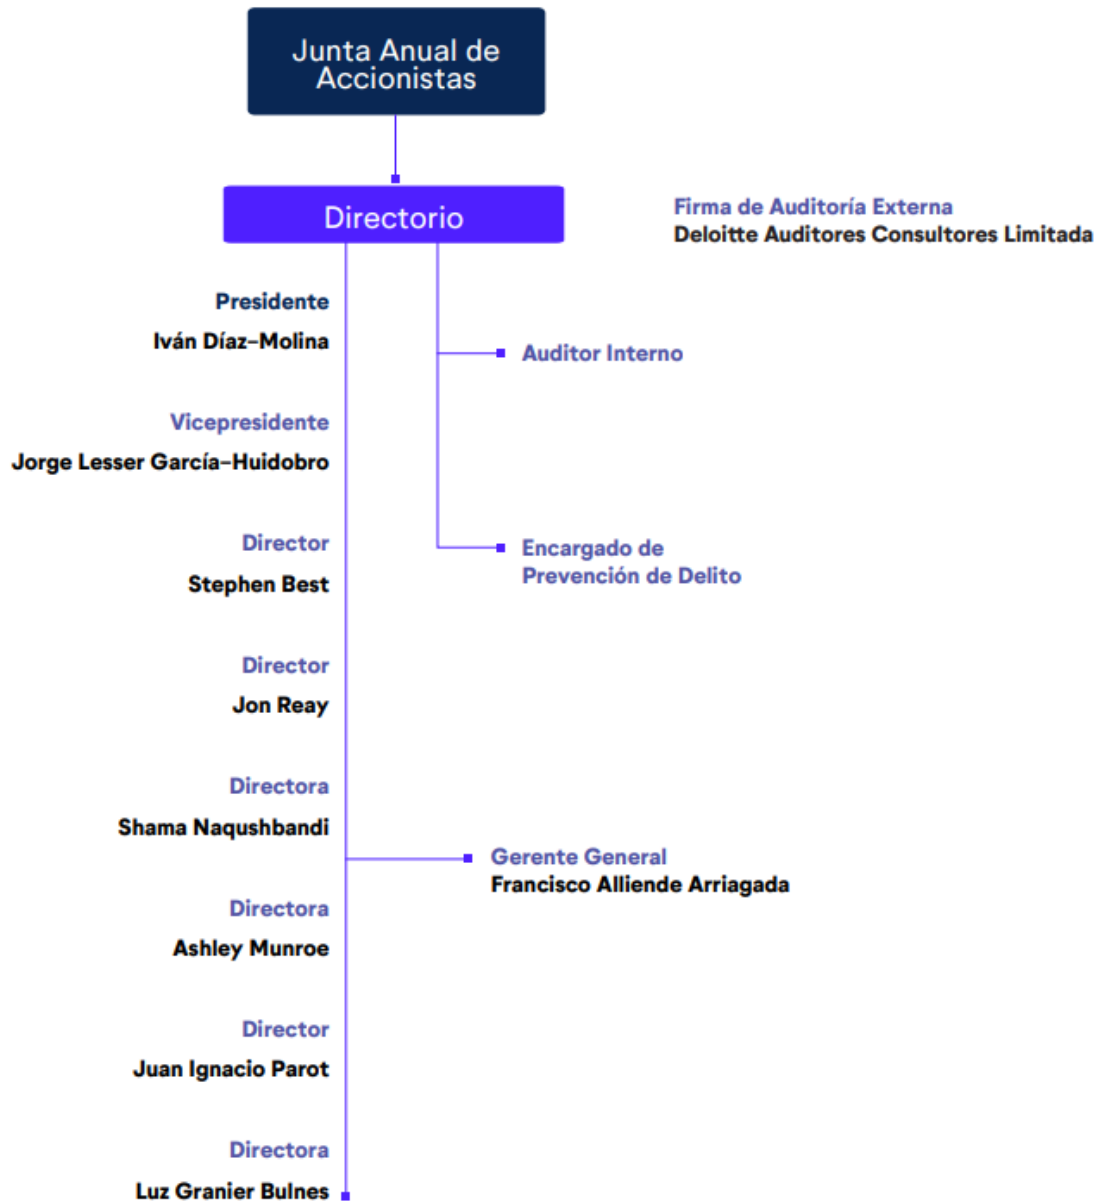 Junta Anual de
Accionistas
Directorio
Firma de Auditoría Externa
Deloitte Auditores Consultores Limitada
Presidente
Iván Díaz-Molina
Auditor Interno
Vicepresidente
Jorge Lesser García-Huidobro
Director
Stephen Best
Encargado de
Prevención de Delito
Director
Jon Reay
Directora
Shama Naqushbandi
Gerente General
Francisco Alliende Arriagada
Directora
Ashley Munroe
Director
Juan Ignacio Parot
Directora
Luz Granier Bulnes